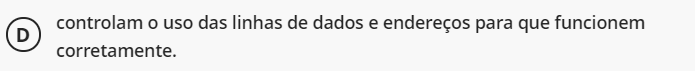 D
controlam o uso das linhas de dados e endereços para que funcionem
corretamente.